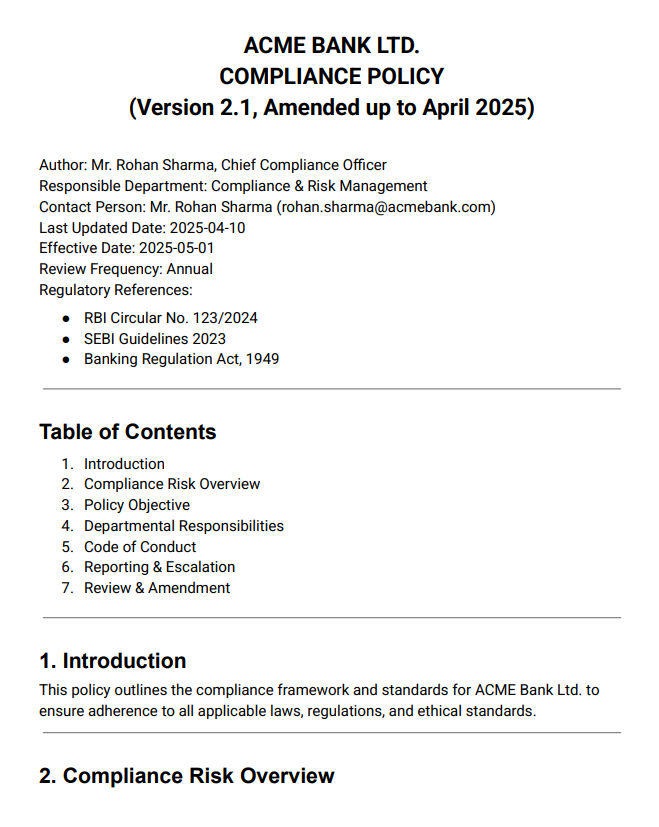 ACME BANK LTD.
COMPLIANCE POLICY
(Version 2.1, Amended up to April 2025)
Author: Mr. Rohan Sharma, Chief Compliance Officer
Responsible Department: Compliance & Risk Management
Contact Person: Mr. Rohan Sharma (rohan.sharma@acmebank.com)
Last Updated Date: 2025-04-10
Effective Date: 2025-05-01
Review Frequency: Annual
Regulatory References:
● RBI Circular No. 123/2024
● SEBI Guidelines 2023
● Banking Regulation Act, 1949
Table of Contents
1. Introduction
2. Compliance Risk Overview
3. Policy Objective
4. Departmental Responsibilities
5. Code of Conduct
6. Reporting & Escalation
7. Review & Amendment
1. Introduction
This policy outlines the compliance framework and standards for ACME Bank Ltd. to
ensure adherence to all applicable laws, regulations, and ethical standards.
2. Compliance Risk Overview